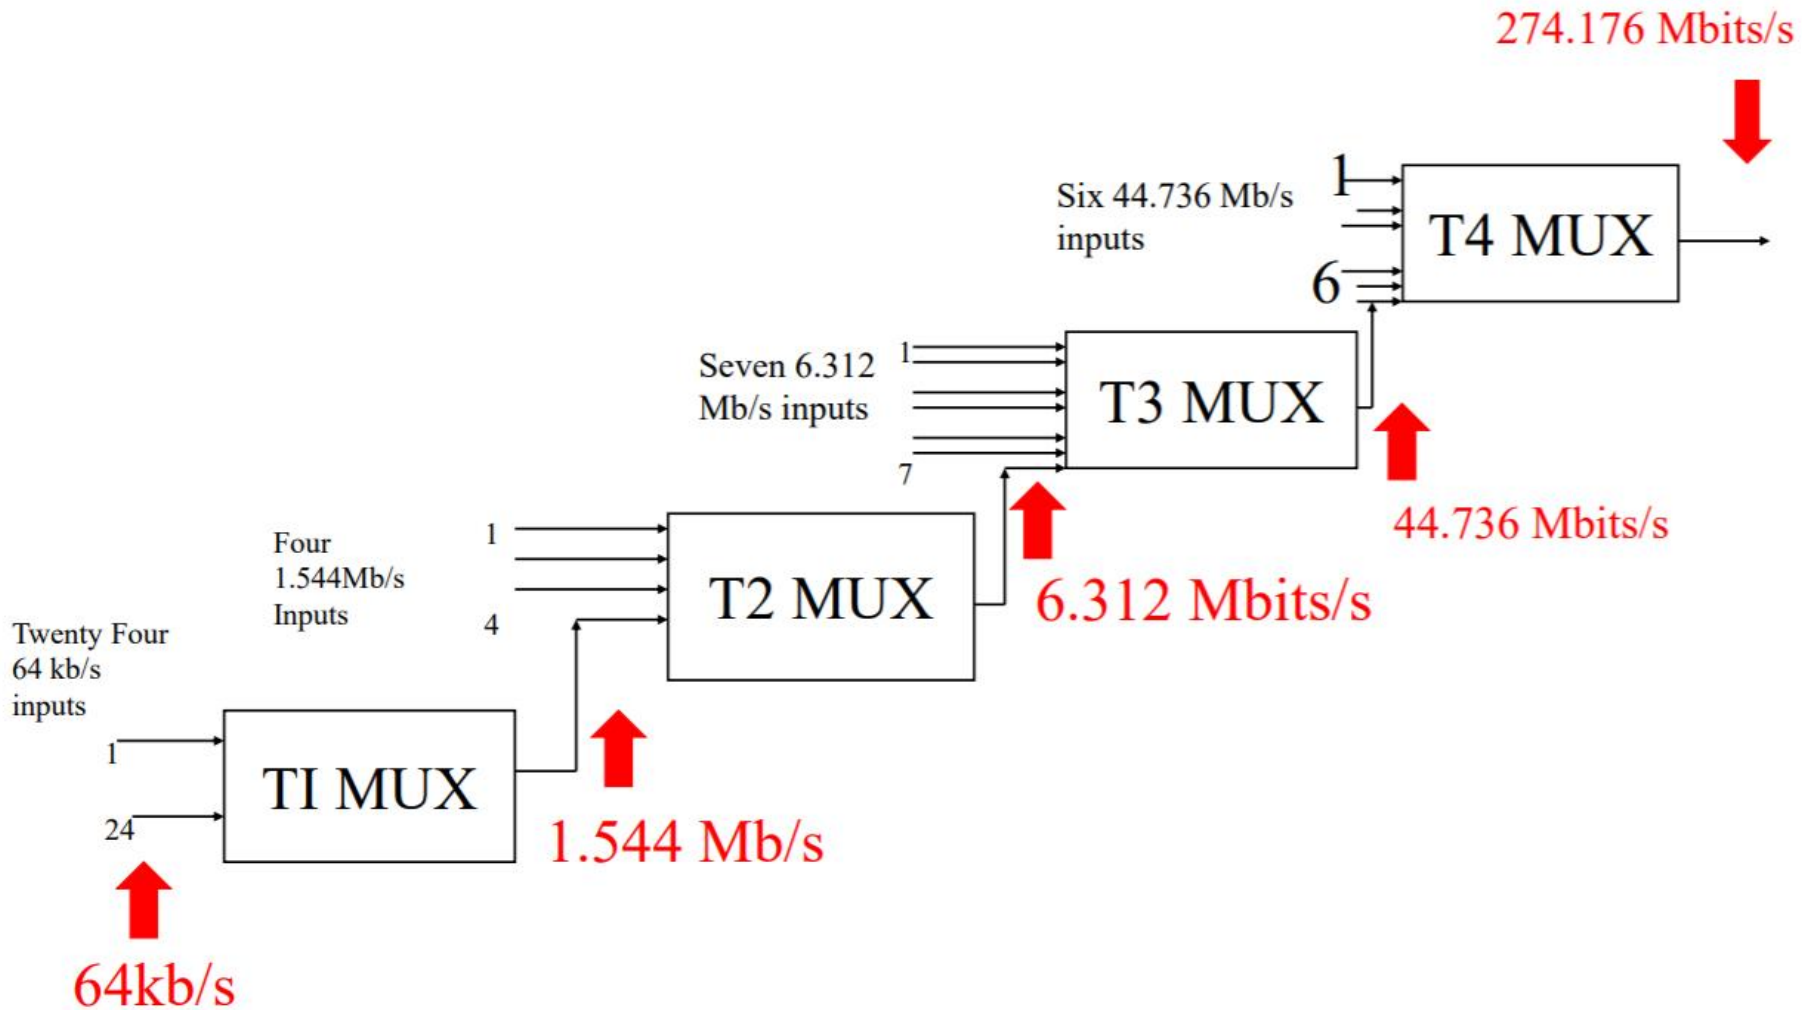 274.176 Mbits/s
Six 44.736 Mb/s
inputs
1
6
T4 MUX
Seven 6.312
Mb/s inputs
1
7
T3 MUX
44.736 Mbits/s
Four
1.544Mb/s
Inputs
1
4
T2 MUX
6.312 Mbits/s
Twenty Four
64 kb/s
inputs
1
24
TI MUX
1.544 Mb/s
64kb/s